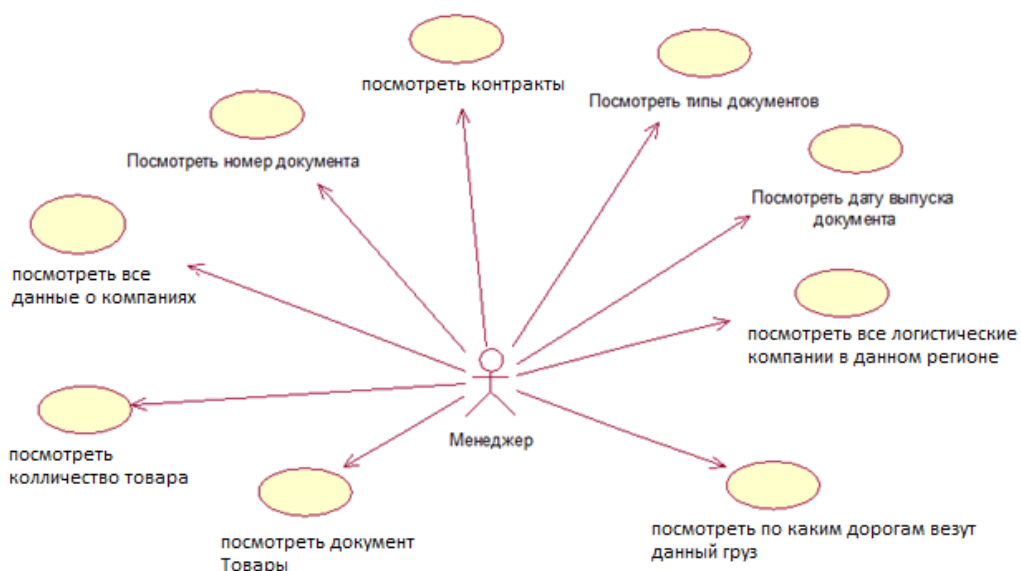 посмотреть контракты
Посмотреть типы документов
Посмотреть номер документа
Посмотреть дату выпуска
документа
посмотреть все
данные о компаниях
посмотреть все логистические
компании в данном регионе
Менеджер
посмотреть
колличество товара
посмотреть документ
Товары
посмотреть по каким дорогам везут
данный груз